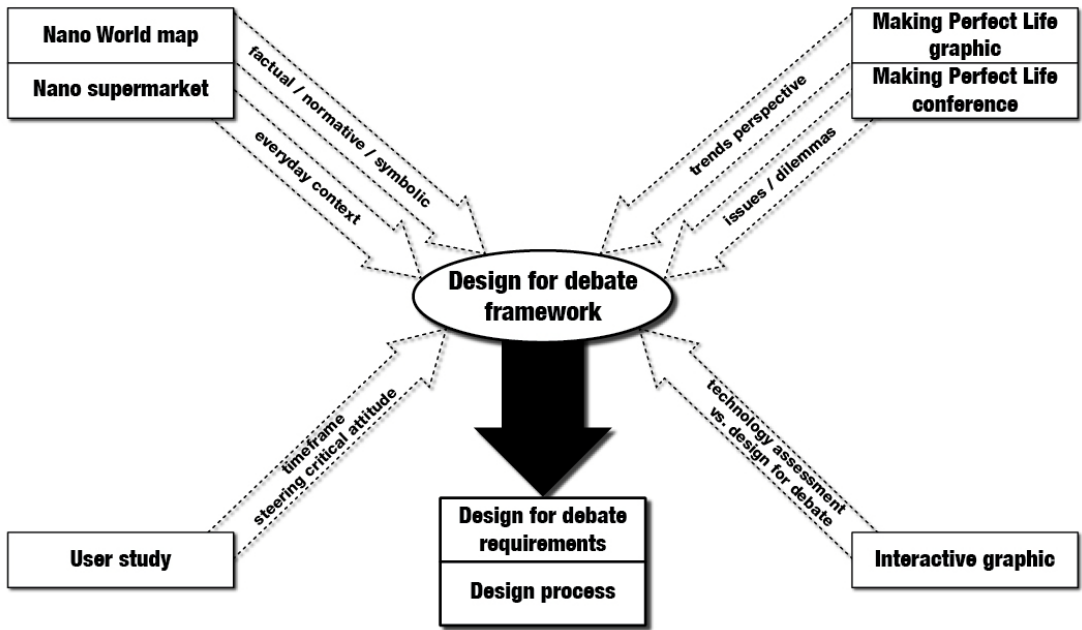 Nano World map
Nano supermarket
factual / normative / symbolic
everyday context
Making Perfect Life
graphic
Making Perfect Life
conference
trends perspective
issues / dilemmas
Design for debate
framework
timeframe
steering critical attitude
technology assessment
vs. design for debate
User study
Design for debate
requirements
Design process
Interactive graphic